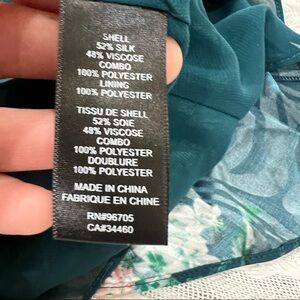 SHELL
52% SILK
48% VISCOSE
COMBO
100% POLYESTER
LINING
100% POLYESTER
TISSU DE SHELL
52% SOIE
48% VISCOSE
COMBO
100% POLYESTER
DOUBLURE
100% POLYESTER
MADE IN CHINA
FABRIQUE EN CHINE
RN#96705
CA#34460